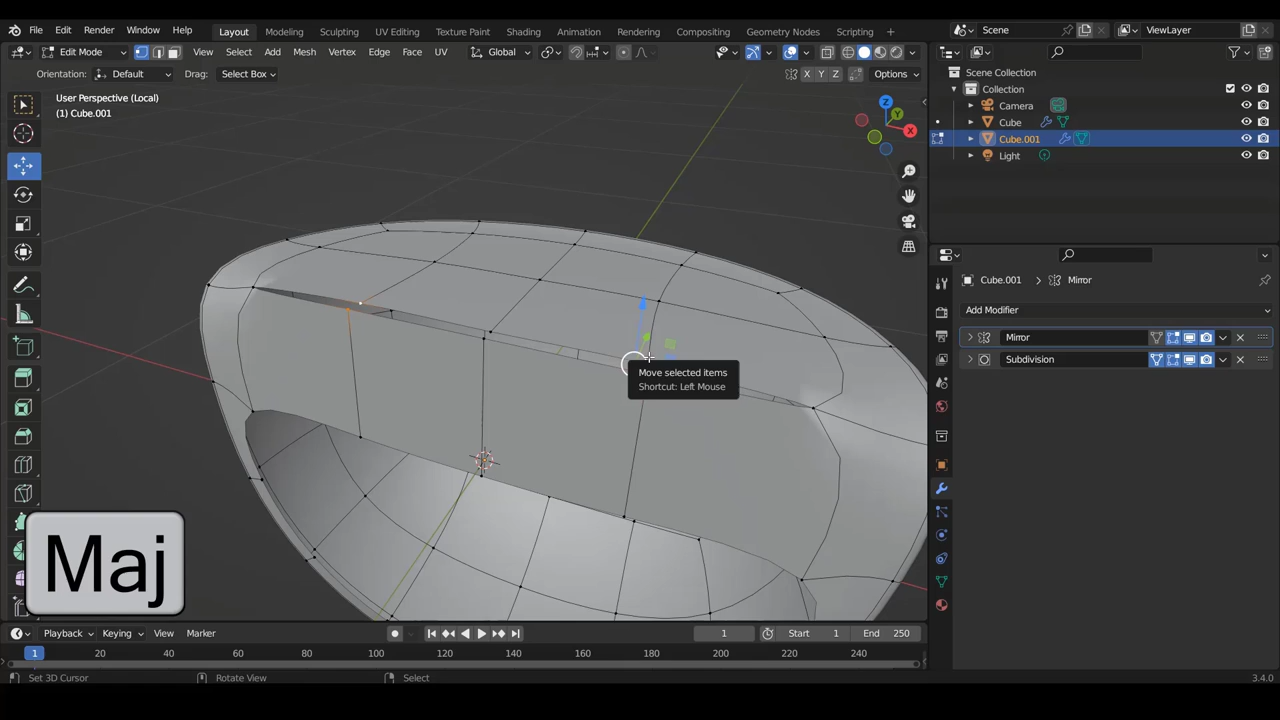 File Edit Render Window Help Layout Modeling Sculpting UV Editing Texture Paint Shading Animation Rendering Compositing Geometry Nodes Scripting + Scene ViewLayer
Edit Mode View Select Add Mesh Vertex Edge Face UV Global
Orientation: Default Drag: Select Box X Y Z Options
User Perspective (Local)
(1) Cube.001
Z
Y
X
Scene Collection
Collection
Camera
Cube
Cube.001
Light
Cube.001 > Mirror
Add Modifier
Mirror
Subdivision
Move selected items
Shortcut: Left Mouse
Maj
Playback Keying View Marker 1 Start 1 End 250
1 20 40 60 80 100 120 140 160 180 200 220 240
Set 3D Cursor Rotate View Select 3.4.0